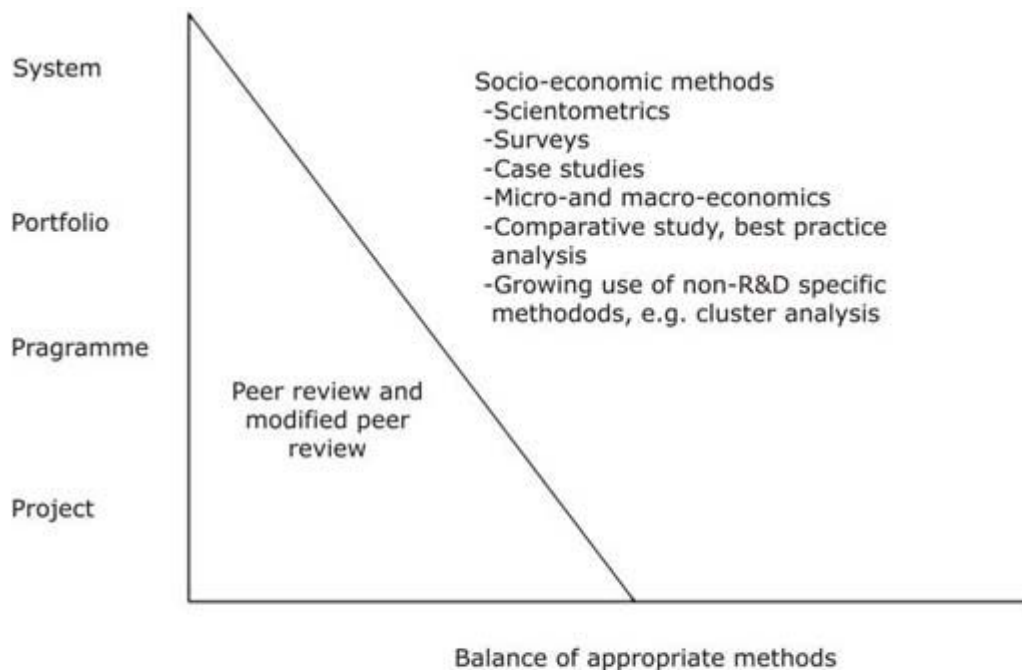 System
Portfolio
Pragramme
Project
Socio-economic methods
-Scientometrics
-Surveys
-Case studies
-Micro-and macro-economics
-Comparative study, best practice
analysis
-Growing use of non-R&D specific
methodods, e.g. cluster analysis
Peer review and
modified peer
review
Balance of appropriate methods